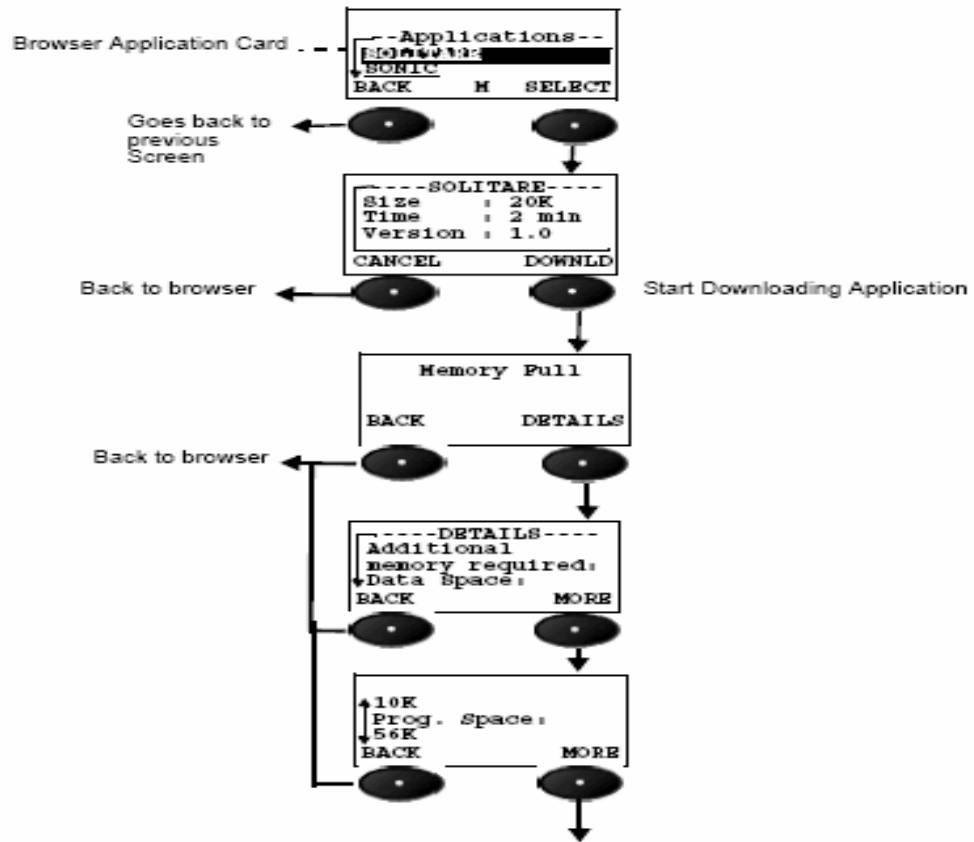 Browser Application Card
--Applications--
SOLITARE
SONIC
BACK M SELECT
Goes back to
previous
Screen
----SOLITARE----
Size : 20K
Time : 2 min
Version : 1.0
CANCEL DOWNLD
Back to browser
Start Downloading Application
Memory Full
BACK DETAILS
Back to browser
-----DETAILS----
Additional
memory required:
Data Space:
BACK MORE
10K
Prog. Space:
56K
BACK MORE